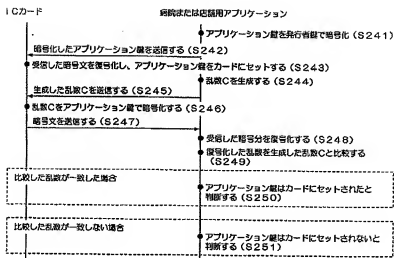 ICカード
病院または店舗用アプリケーション
アプリケーション鍵を発行者鍵で暗号化(S241)
暗号化したアプリケーション鍵を送信する(S242)
受信した暗号文を復号化し、アプリケーション鍵をカードにセットする(S243)
乱数Cを生成する(S244)
生成した乱数Cを送信する(S245)
乱数Cをアプリケーション鍵で暗号化する(S246)
暗号文を送信する(S247)
受信した暗号分を復号化する(S248)
復号化した乱数を生成した乱数Cと比較する
(S249)
比較した乱数が一致した場合
アプリケーション鍵はカードにセットされたと
判断する(S250)
比較した乱数が一致しない場合
アプリケーション鍵はカードにセットされないと
判断する(S251)